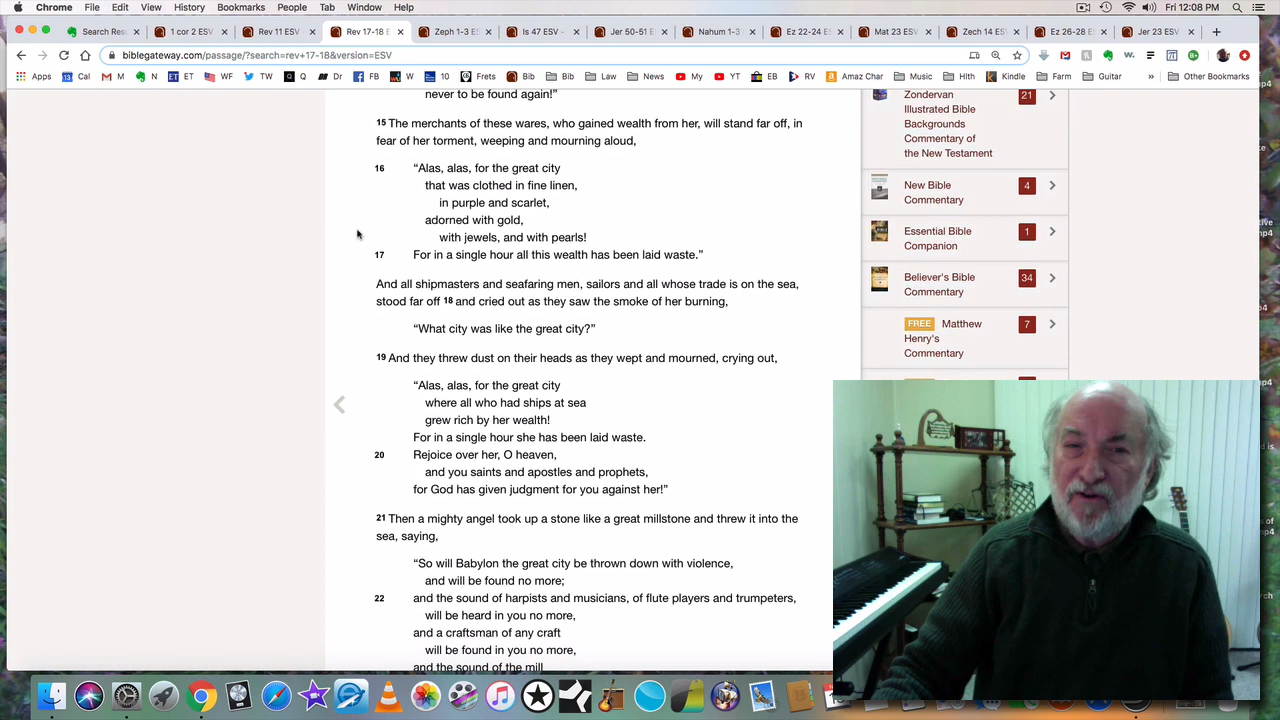 Chrome File Edit View History Bookmarks People Tab Window Help Fri 12:08 PM
Search Res 1 cor 2 ESV Rev 11 ESV Rev 17-18 E Zeph 1-3 ESV Is 47 ESV - Jer 50-51 E Nahum 1-3 Ez 22-24 ESV Mat 23 ESV Zech 14 ESV Ez 26-28 ESV Jer 23 ESV
biblegateway.com/passage/?search=rev+17-18&version=ESV
Apps Cal M N ET WF TW Q Dr FB W 10 Frets Bib Bib Law News My YT EB RV Amaz Char Music Hlth Kindle Farm Guitar » Other Bookmarks
never to be found again!”
15 The merchants of these wares, who gained wealth from her, will stand far off, in
fear of her torment, weeping and mourning aloud,
16 “Alas, alas, for the great city
that was clothed in fine linen,
in purple and scarlet,
adorned with gold,
with jewels, and with pearls!
17 For in a single hour all this wealth has been laid waste.”
And all shipmasters and seafaring men, sailors and all whose trade is on the sea,
stood far off 18 and cried out as they saw the smoke of her burning,
“What city was like the great city?”
19 And they threw dust on their heads as they wept and mourned, crying out,
“Alas, alas, for the great city
where all who had ships at sea
grew rich by her wealth!
For in a single hour she has been laid waste.
20 Rejoice over her, O heaven,
and you saints and apostles and prophets,
for God has given judgment for you against her!”
21 Then a mighty angel took up a stone like a great millstone and threw it into the
sea, saying,
“So will Babylon the great city be thrown down with violence,
and will be found no more;
22 and the sound of harpists and musicians, of flute players and trumpeters,
will be heard in you no more,
and a craftsman of any craft
will be found in you no more,
and the sound of the mill
Zondervan 21
Illustrated Bible
Backgrounds
Commentary of
the New Testament
New Bible 4
Commentary
Essential Bible 1
Companion
Believer's Bible 34
Commentary
FREE Matthew 7
Henry's
Commentary